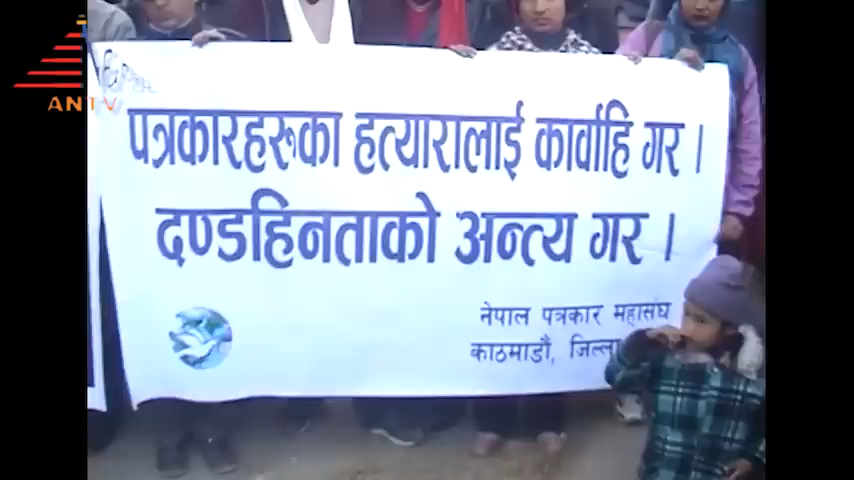 ANTV
पत्रकारहरुका हत्यारालाई कार्वाहि गर ।
दण्डहिनताको अन्त्य गर ।
नेपाल पत्रकार महासंघ
काठमाडौं, जिल्ला